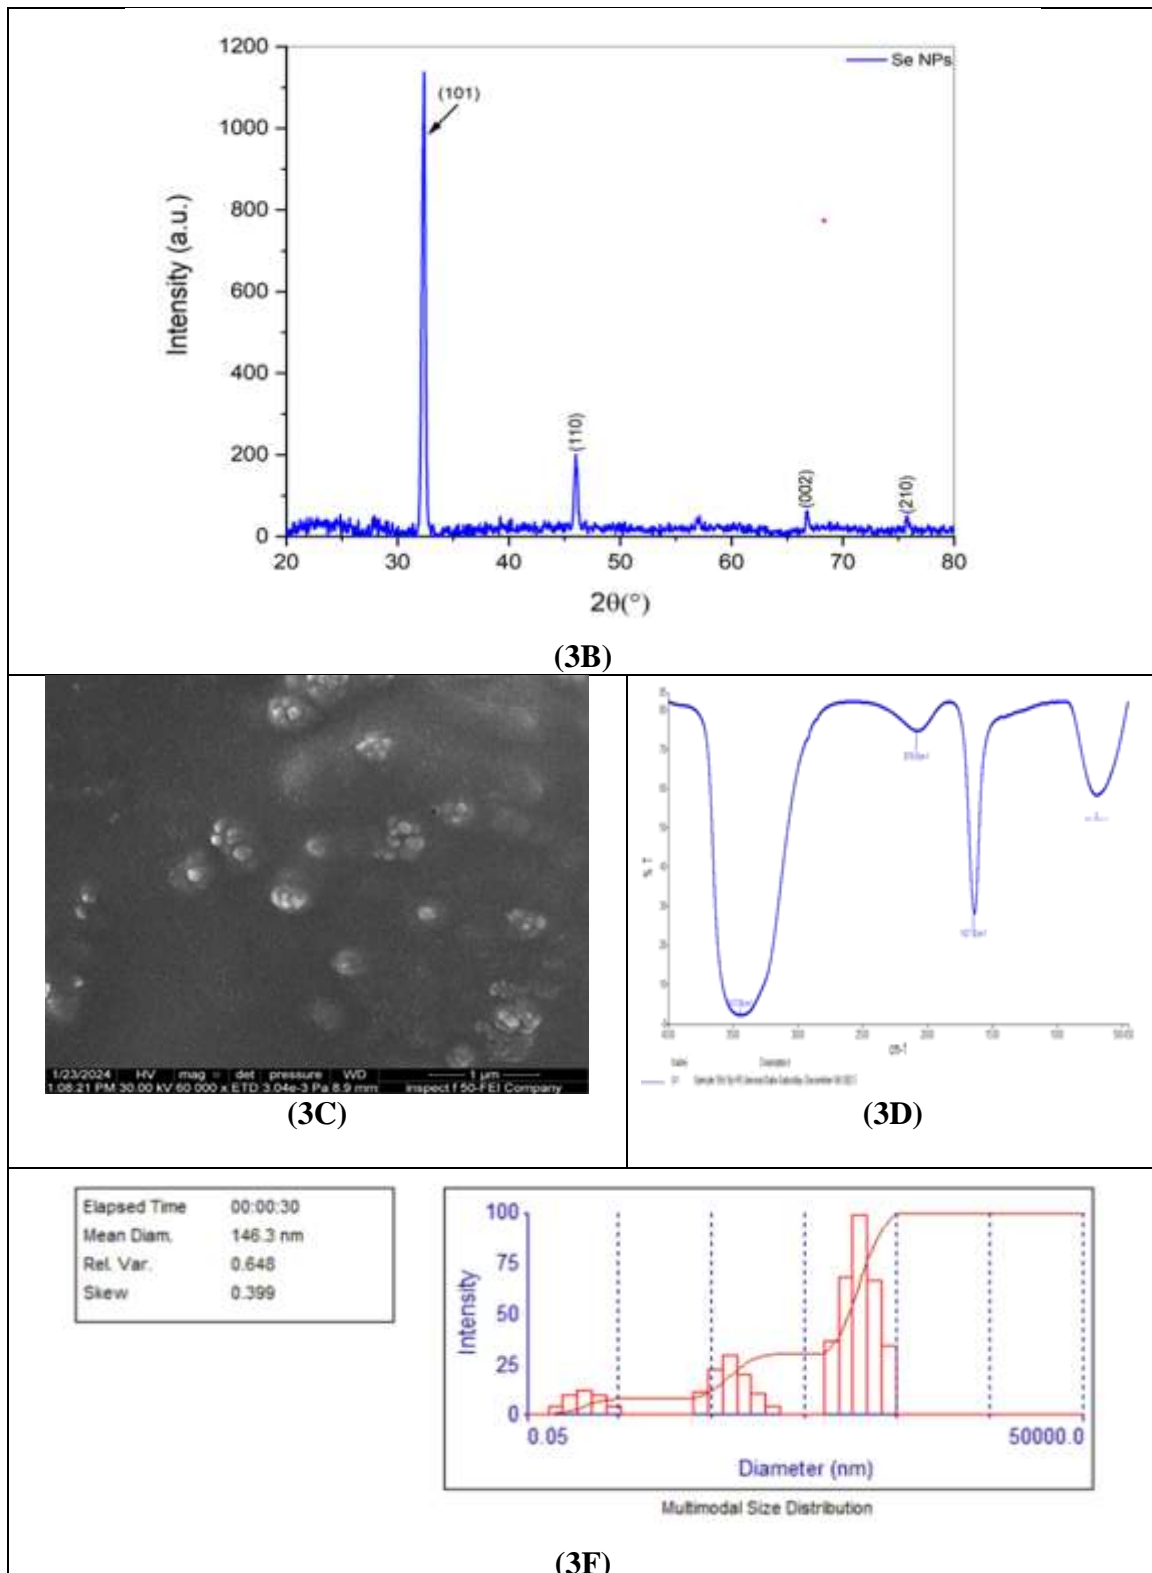 1200
Se NPs
(101)
1000
800
600
400
(110)
200
(002)
(210)
0
20 30 40 50 60 70 80
Intensity (a.u.)
2θ(°)
(3B)
1/23/2024 HV mag det pressure WD 1 µm
1:08:21 PM 30.00 kV 60 000 x ETD 3.04e-3 Pa 8.9 mm inspect f 50-FEI Company
(3C)
% T
cm-1
(3D)
Elapsed Time 00:00:30
Mean Diam. 146.3 nm
Rel. Var. 0.648
Skew 0.399
100
75
50
25
0
Intensity
0.05 50000.0
Diameter (nm)
Multimodal Size Distribution
(3F)